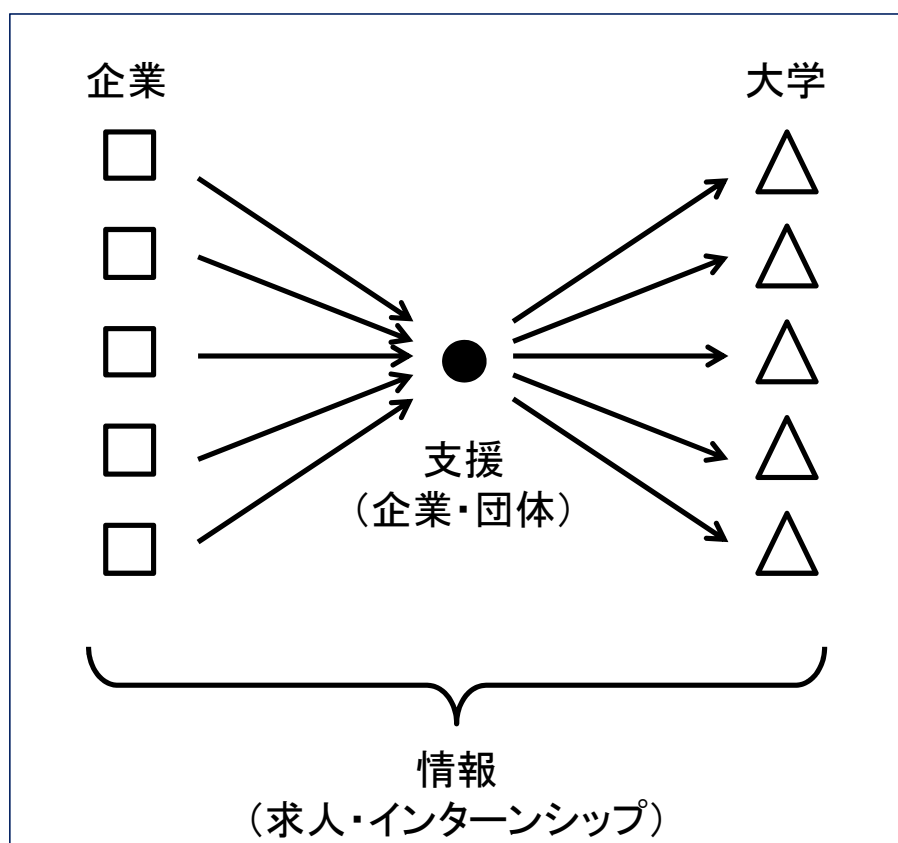 企業
大学
支援
（企業・団体）
情報
（求人・インターンシップ）